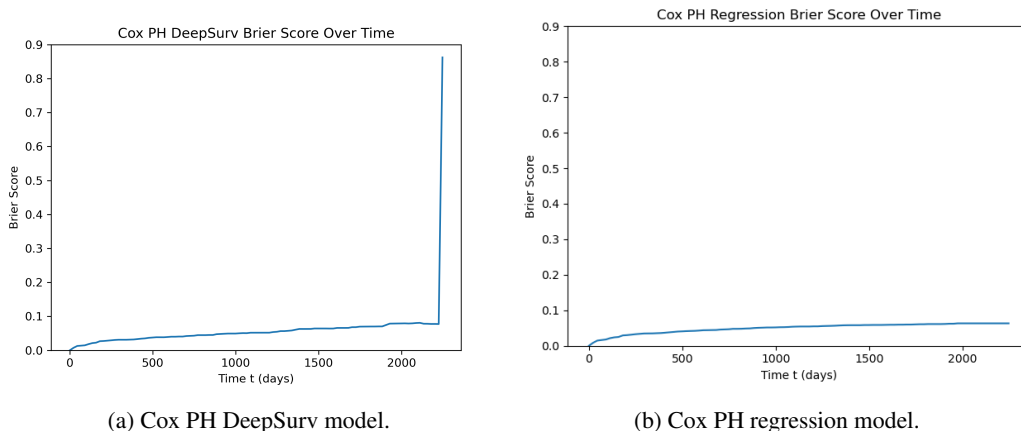 Cox PH DeepSurv Brier Score Over Time
0.9
0.8
0.7
0.6
0.5
0.4
0.3
0.2
0.1
0.0
Brier Score
0 500 1000 1500 2000
Time t (days)
(a) Cox PH DeepSurv model.
Cox PH Regression Brier Score Over Time
0.9
0.8
0.7
0.6
0.5
0.4
0.3
0.2
0.1
0.0
Brier Score
0 500 1000 1500 2000
Time t (days)
(b) Cox PH regression model.